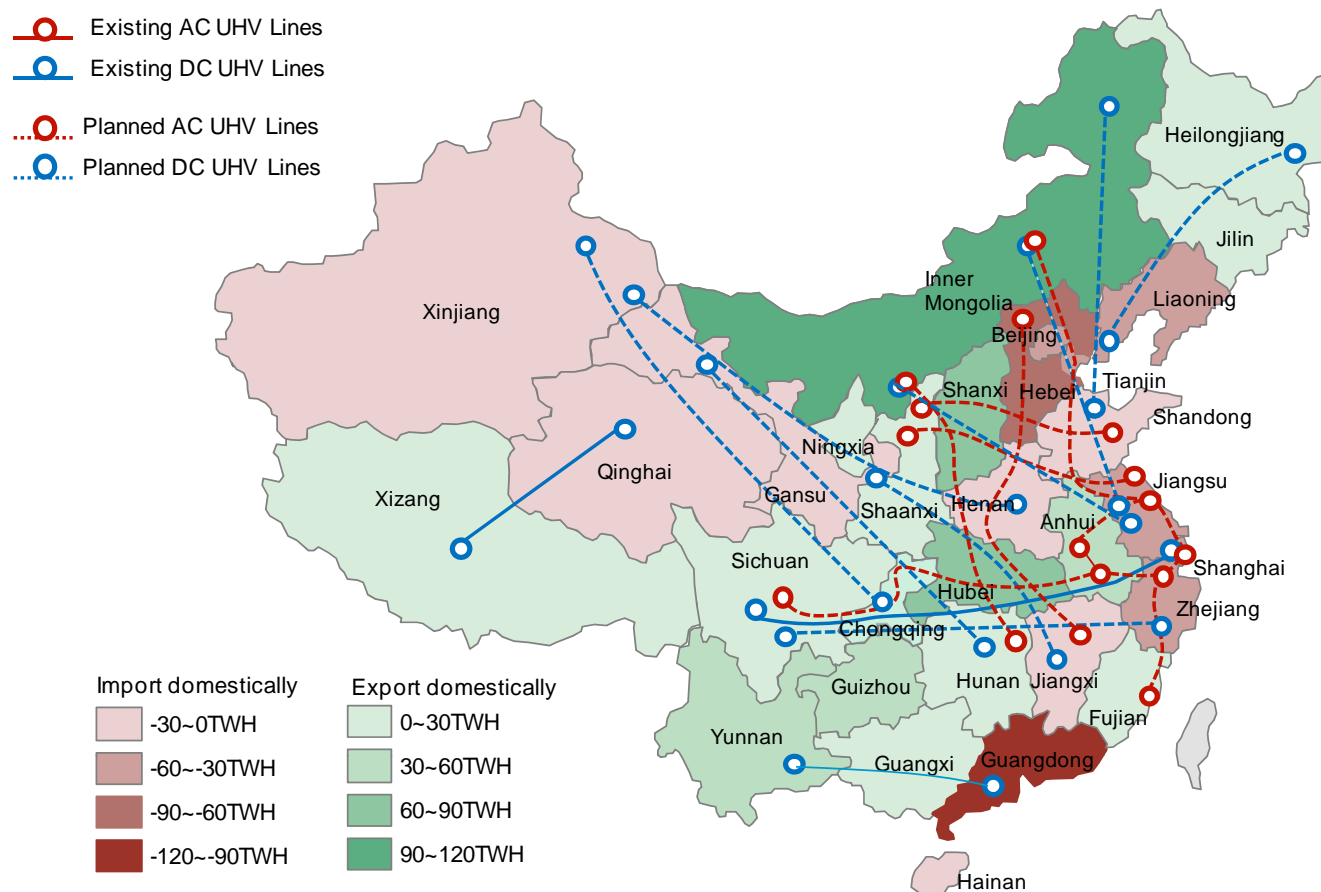 Existing AC UHV Lines
Existing DC UHV Lines
Planned AC UHV Lines
Planned DC UHV Lines
Heilongjiang
Jilin
Inner
Mongolia
Liaoning
Xinjiang
Beijing
Tianjin
Shanxi
Hebei
Shandong
Ningxia
Qinghai
Gansu
Jiangsu
Xizang
Shaanxi
Henan
Anhui
Sichuan
Shanghai
Hubei
Zhejiang
Chongqing
Guizhou
Hunan
Jiangxi
Fujian
Yunnan
Guangxi
Guangdong
Hainan
Import domestically
-30~0TWH
-60~-30TWH
-90~-60TWH
-120~-90TWH
Export domestically
0~30TWH
30~60TWH
60~90TWH
90~120TWH